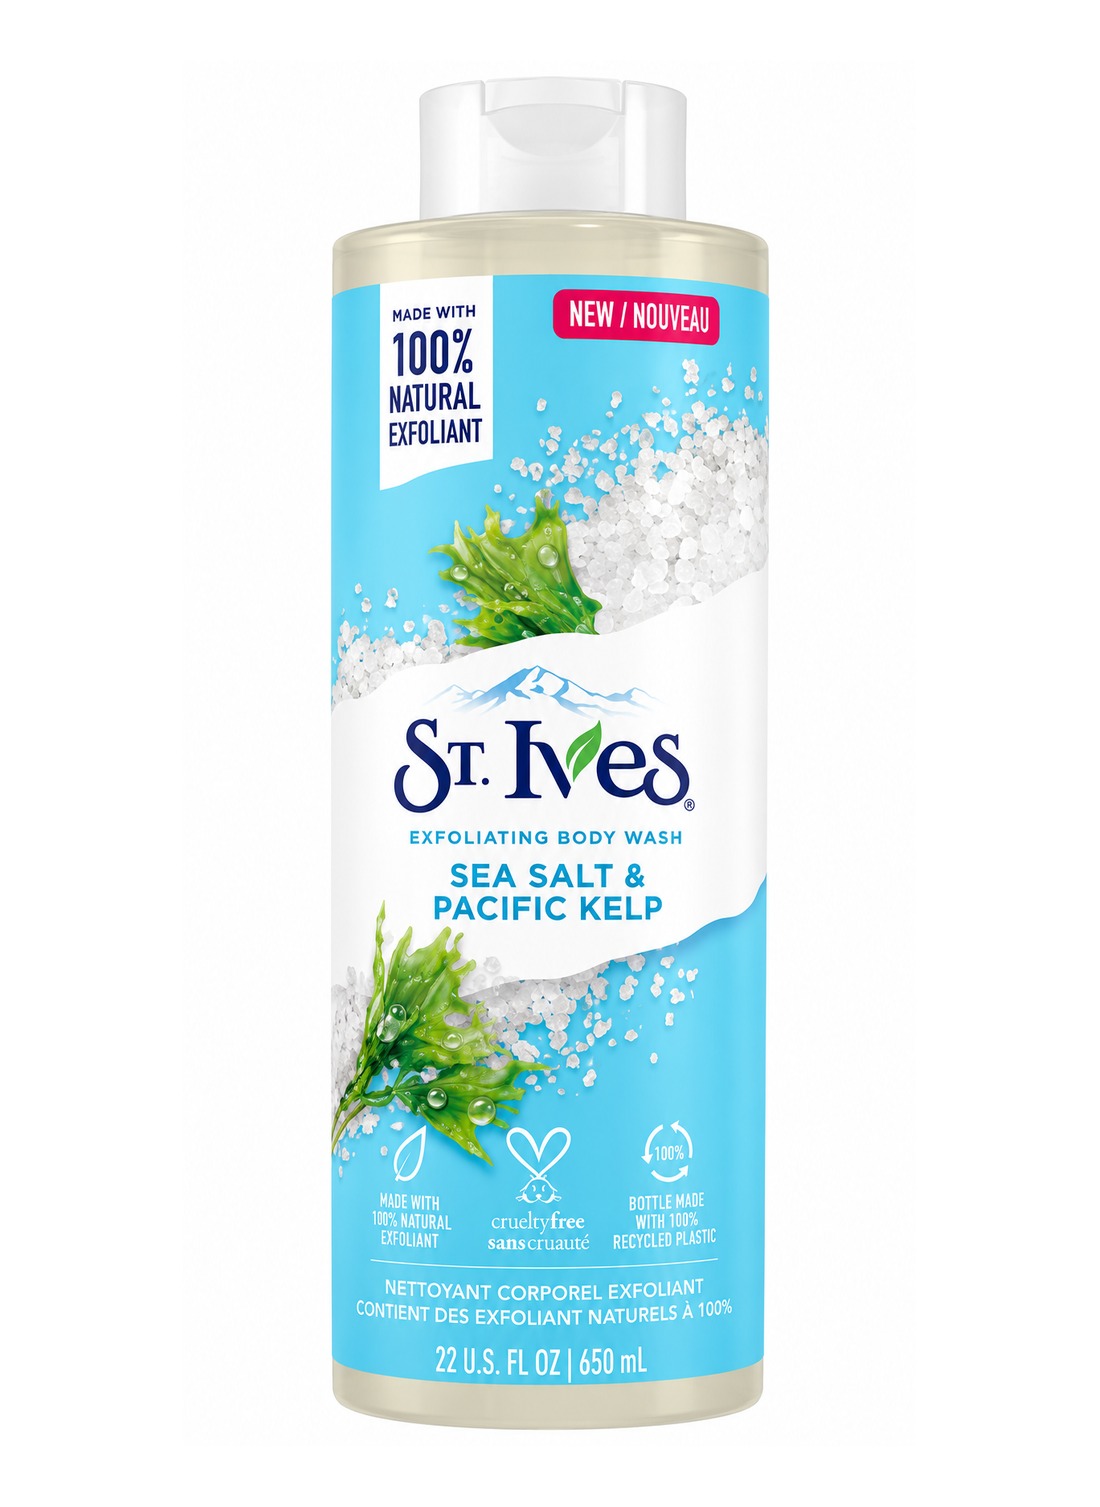 MADE WITH
100%
NATURAL
EXFOLIANT
NEW / NOUVEAU
ST. Ives®
EXFOLIATING BODY WASH
SEA SALT &
PACIFIC KELP
MADE WITH
100% NATURAL
EXFOLIANT
crueltyfree
sanscruauté
100%
BOTTLE MADE
WITH 100%
RECYCLED PLASTIC
NETTOYANT CORPOREL EXFOLIANT
CONTIENT DES EXFOLIANT NATURELS À 100%
22 U.S. FL OZ | 650 mL